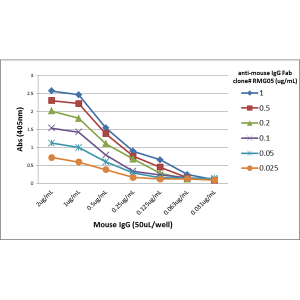 anti-mouse IgG Fab
clone# RMG05 (ug/mL)
3
2.5
2
1.5
1
0.5
0
Abs (405nm)
1
0.5
0.2
0.1
0.05
0.025
2ug/mL
1ug/mL
0.5ug/mL
0.25ug/mL
0.125ug/mL
0.063ug/mL
0.031ug/mL
Mouse IgG (50uL/well)